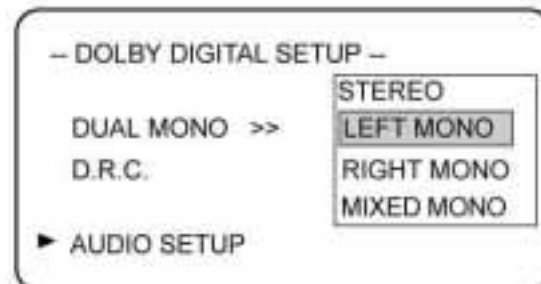 -- DOLBY DIGITAL SETUP --
STEREO
DUAL MONO >> LEFT MONO
D.R.C. RIGHT MONO
MIXED MONO
► AUDIO SETUP